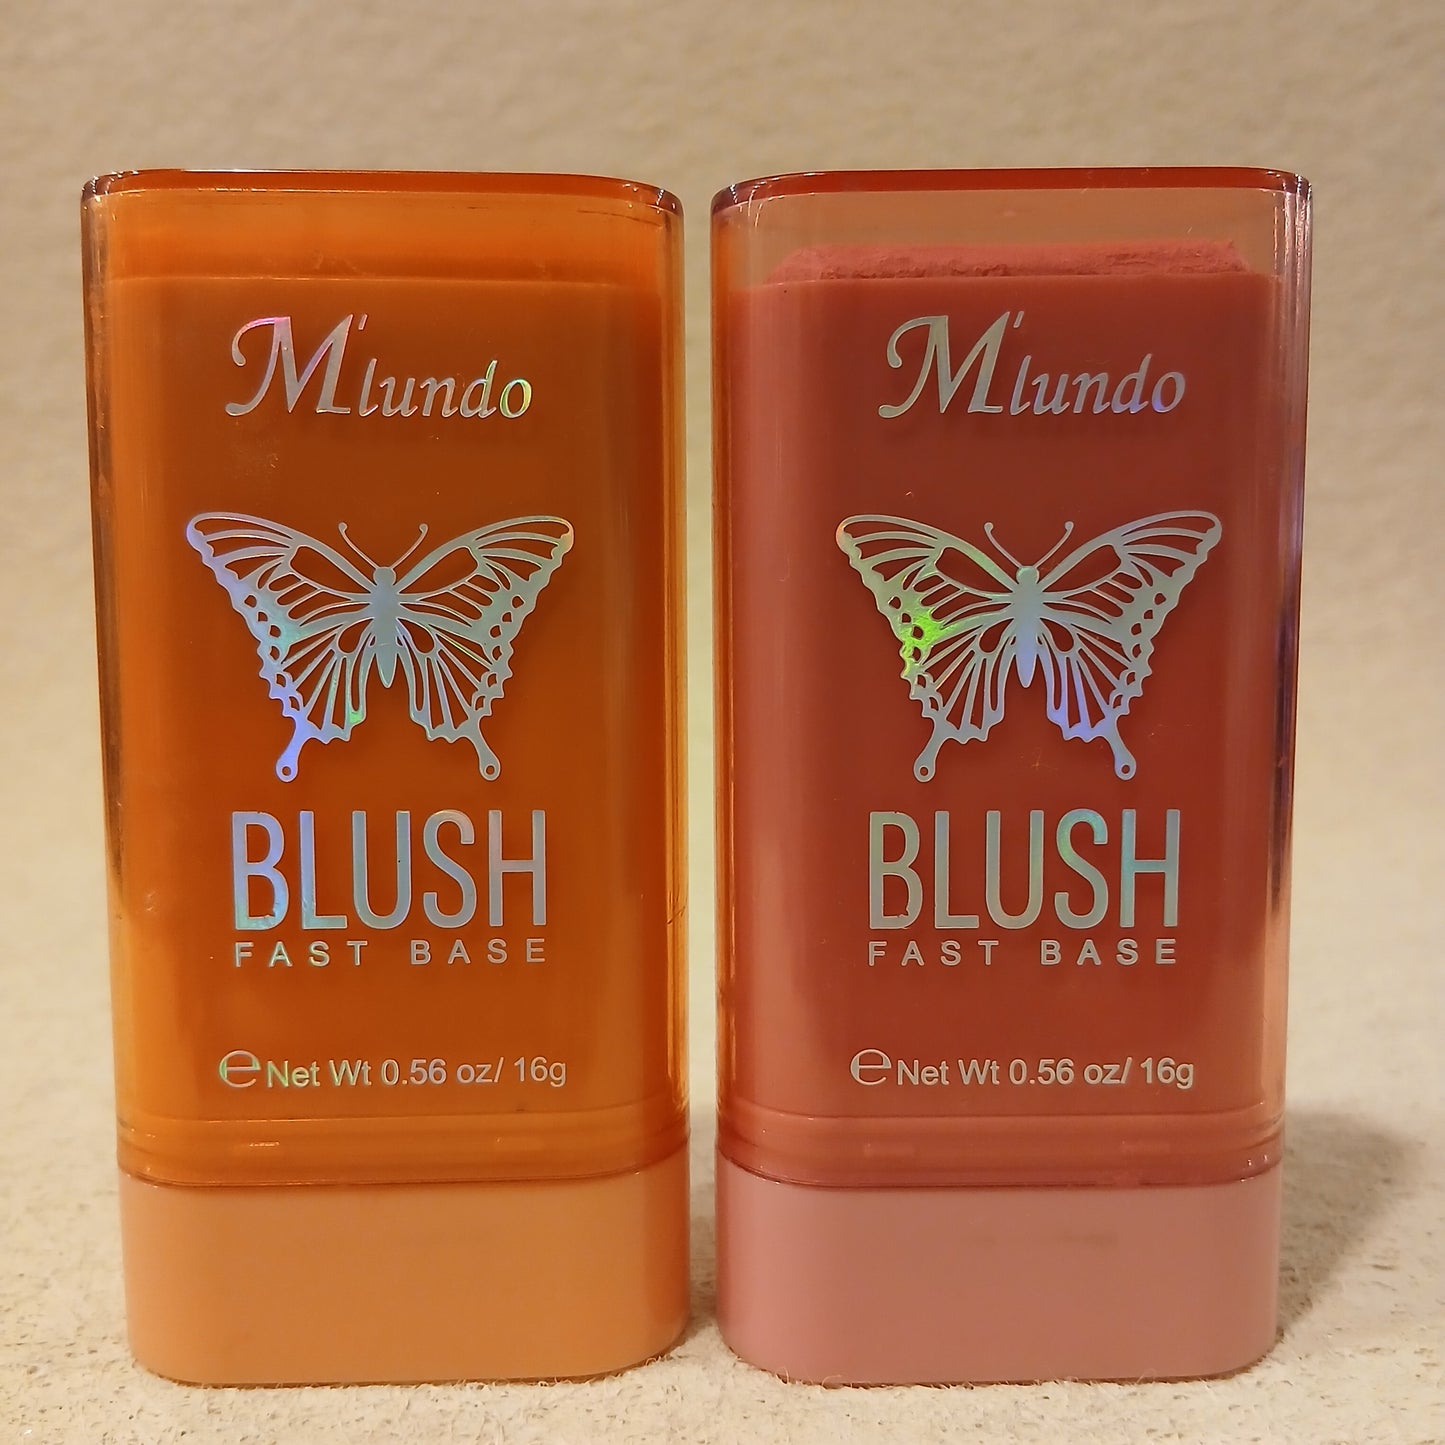 M'lundo
BLUSH
FAST BASE
℮ Net Wt 0.56 oz/ 16g
M'lundo
BLUSH
FAST BASE
℮ Net Wt 0.56 oz/ 16g